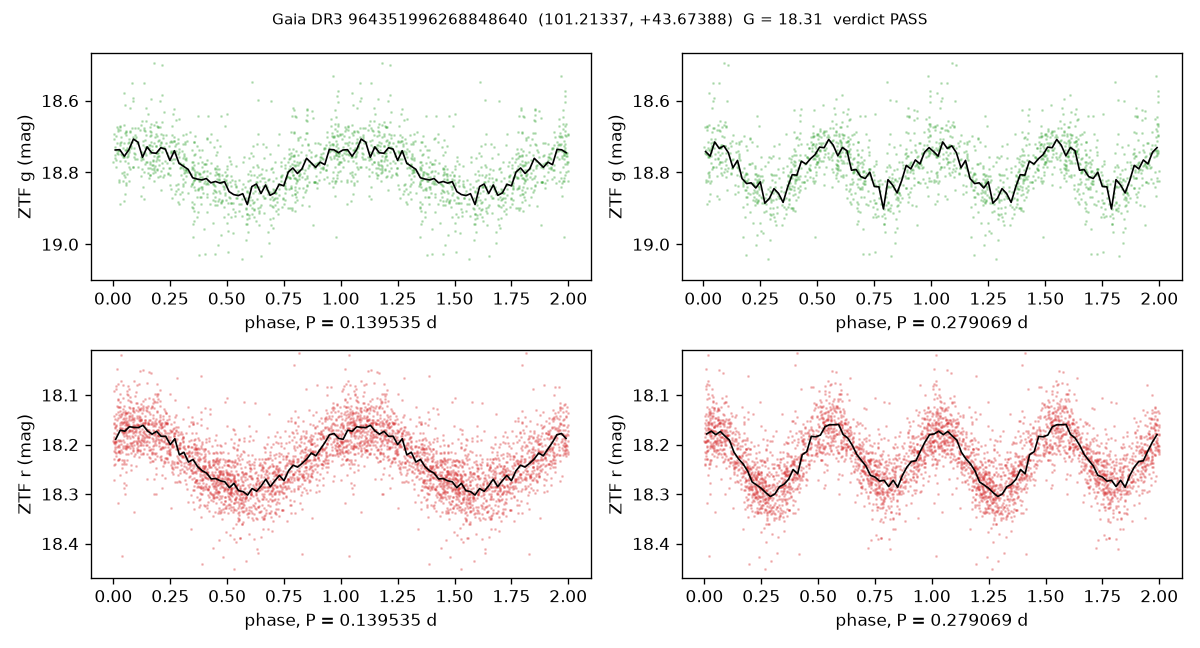 Gaia DR3 964351996268848640  (101.21337, +43.67388)  G = 18.31  verdict PASS
ZTF g (mag)
18.6
18.8
19.0
0.00 0.25 0.50 0.75 1.00 1.25 1.50 1.75 2.00
phase, P = 0.139535 d
ZTF g (mag)
18.6
18.8
19.0
0.00 0.25 0.50 0.75 1.00 1.25 1.50 1.75 2.00
phase, P = 0.279069 d
ZTF r (mag)
18.1
18.2
18.3
18.4
0.00 0.25 0.50 0.75 1.00 1.25 1.50 1.75 2.00
phase, P = 0.139535 d
ZTF r (mag)
18.1
18.2
18.3
18.4
0.00 0.25 0.50 0.75 1.00 1.25 1.50 1.75 2.00
phase, P = 0.279069 d